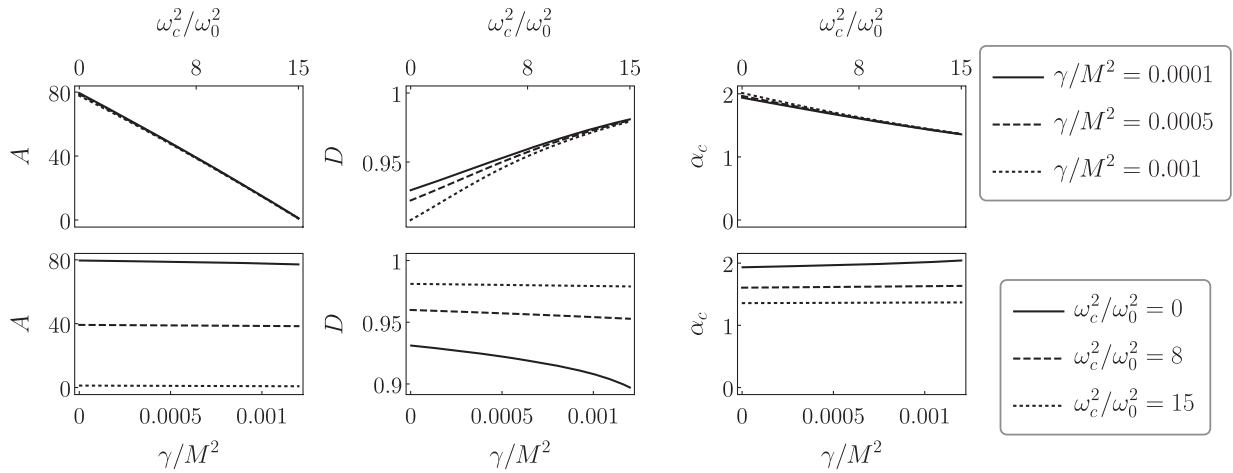 ω_c^2/ω_0^2 ω_c^2/ω_0^2 ω_c^2/ω_0^2
0 8 15 0 8 15 0 8 15
A 80 40 0
D 1 0.95
α_c 2 1 0
γ/M^2 = 0.0001
γ/M^2 = 0.0005
γ/M^2 = 0.001
A 80 40 0
D 1 0.95 0.9
α_c 2 1 0
0 0.0005 0.001 0 0.0005 0.001 0 0.0005 0.001
γ/M^2 γ/M^2 γ/M^2
ω_c^2/ω_0^2 = 0
ω_c^2/ω_0^2 = 8
ω_c^2/ω_0^2 = 15